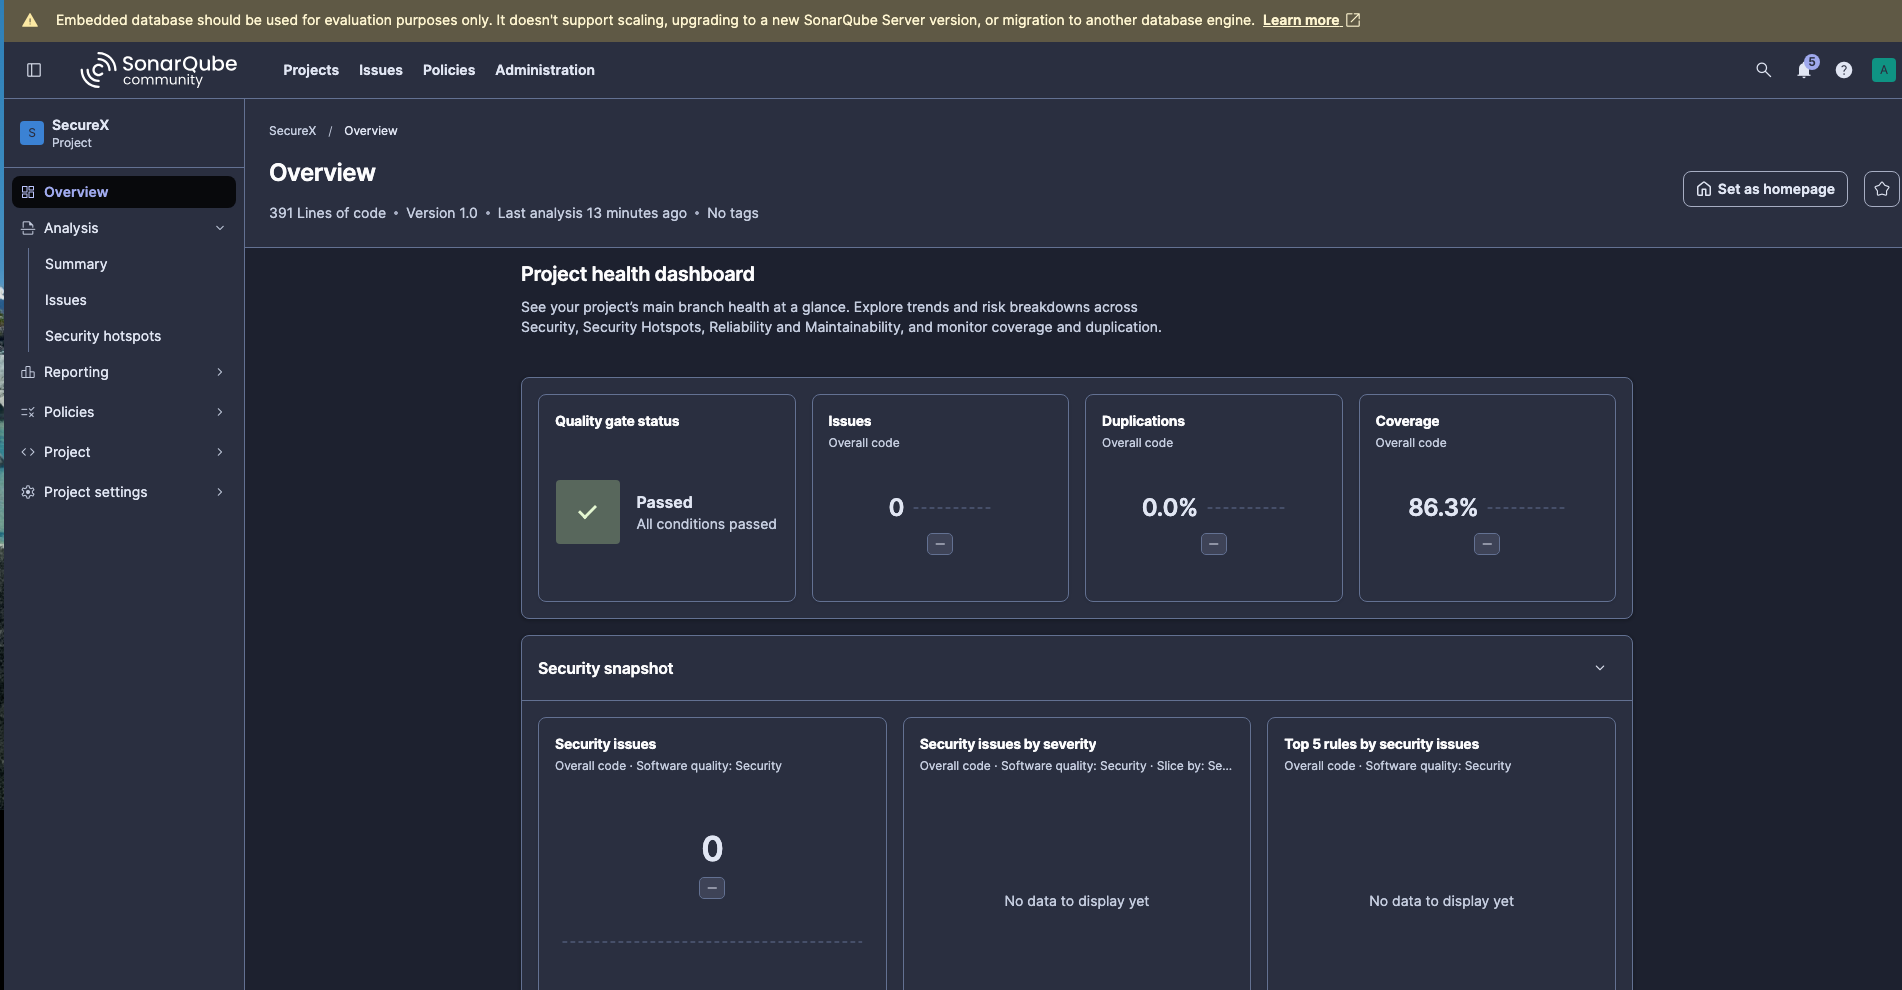 Embedded database should be used for evaluation purposes only. It doesn't support scaling, upgrading to a new SonarQube Server version, or migration to another database engine. Learn more
SonarQube
community
Projects
Issues
Policies
Administration
5
?
A
S
SecureX
Project
Overview
Analysis
Summary
Issues
Security hotspots
Reporting
Policies
Project
Project settings
SecureX / Overview
Overview
391 Lines of code • Version 1.0 • Last analysis 13 minutes ago • No tags
Set as homepage
Project health dashboard
See your project's main branch health at a glance. Explore trends and risk breakdowns across
Security, Security Hotspots, Reliability and Maintainability, and monitor coverage and duplication.
Quality gate status
Passed
All conditions passed
Issues
Overall code
0
Duplications
Overall code
0.0%
Coverage
Overall code
86.3%
Security snapshot
Security issues
Overall code · Software quality: Security
0
Security issues by severity
Overall code · Software quality: Security · Slice by: Se...
No data to display yet
Top 5 rules by security issues
Overall code · Software quality: Security
No data to display yet